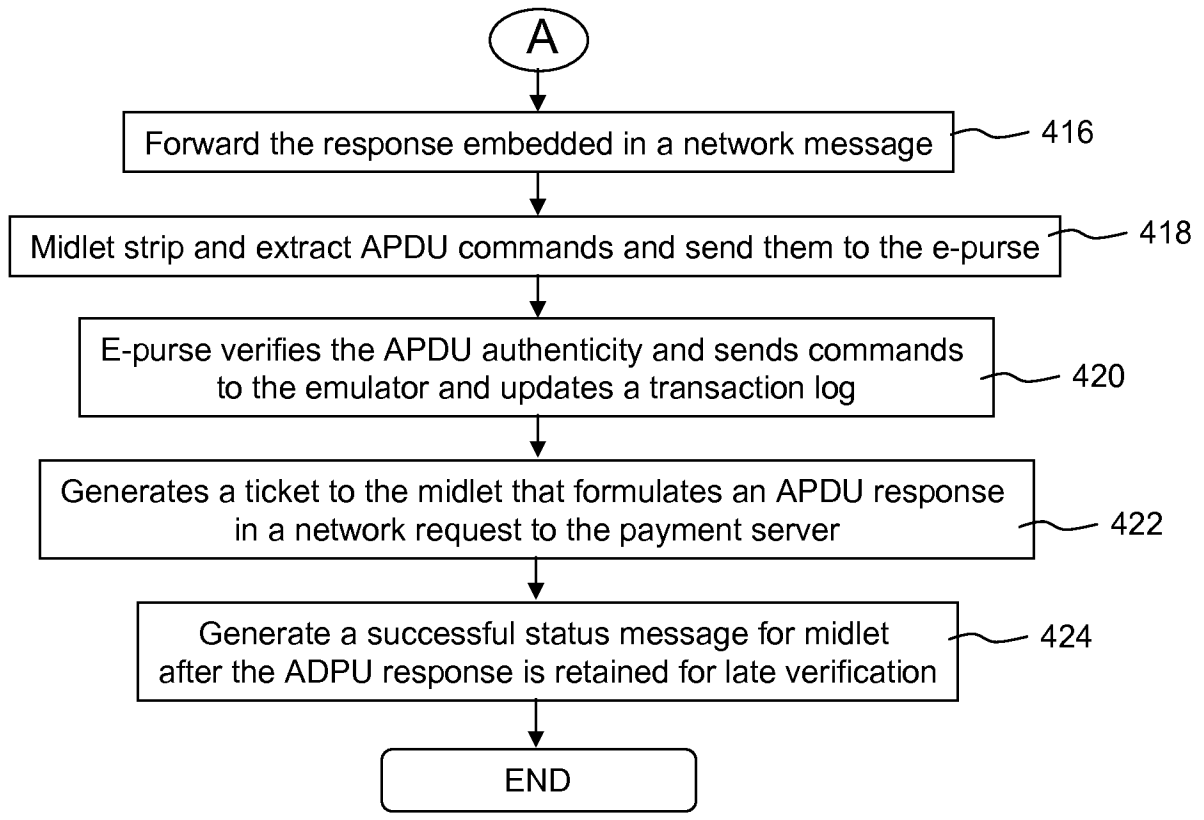 A
Forward the response embedded in a network message
416
Midlet strip and extract APDU commands and send them to the e-purse
418
E-purse verifies the APDU authenticity and sends commands
to the emulator and updates a transaction log
420
Generates a ticket to the midlet that formulates an APDU response
in a network request to the payment server
422
Generate a successful status message for midlet
after the ADPU response is retained for late verification
424
END